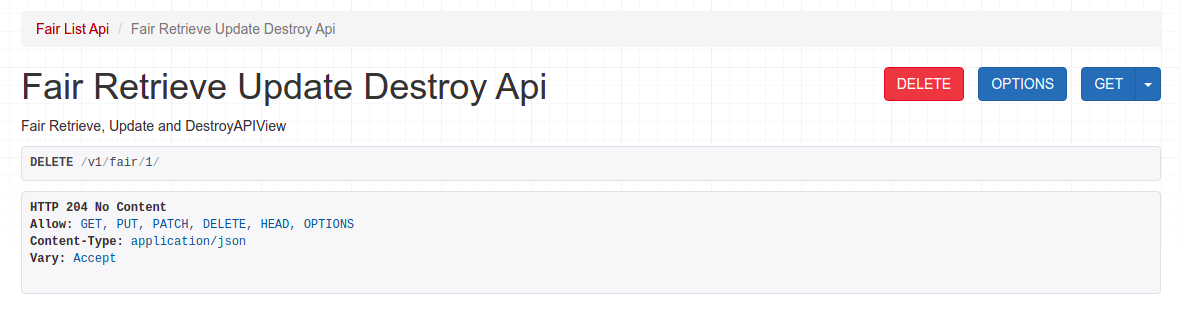 Fair List Api / Fair Retrieve Update Destroy Api
Fair Retrieve Update Destroy Api
DELETE OPTIONS GET
Fair Retrieve, Update and DestroyAPIView
DELETE /v1/fair/1/
HTTP 204 No Content
Allow: GET, PUT, PATCH, DELETE, HEAD, OPTIONS
Content-Type: application/json
Vary: Accept